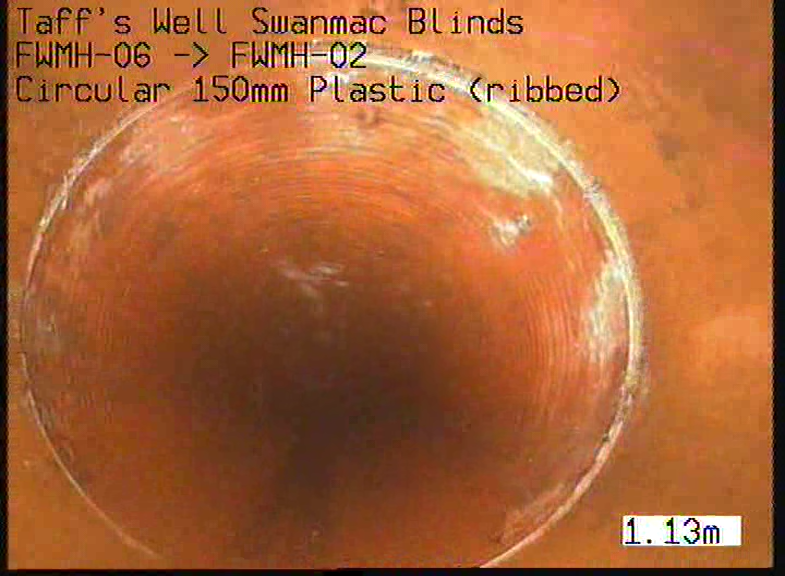 Taff's Well Swanmac Blinds
FWMH-06 -> FWMH-02
Circular 150mm Plastic (ribbed)
1.13m